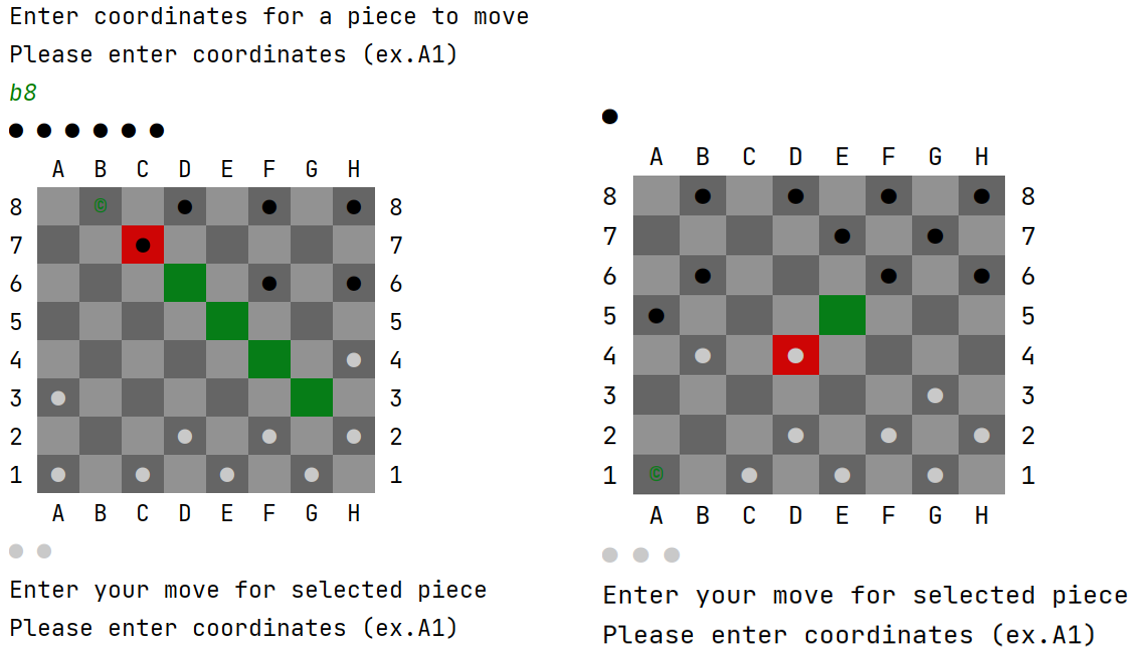 Enter coordinates for a piece to move
Please enter coordinates (ex.A1)
b8
A B C D E F G H
8 © 8
7 7
6 6
5 5
4 4
3 3
2 2
1 1
A B C D E F G H
Enter your move for selected piece
Please enter coordinates (ex.A1)
A B C D E F G H
8 8
7 7
6 6
5 5
4 4
3 3
2 2
1 © 1
A B C D E F G H
Enter your move for selected piece
Please enter coordinates (ex.A1)